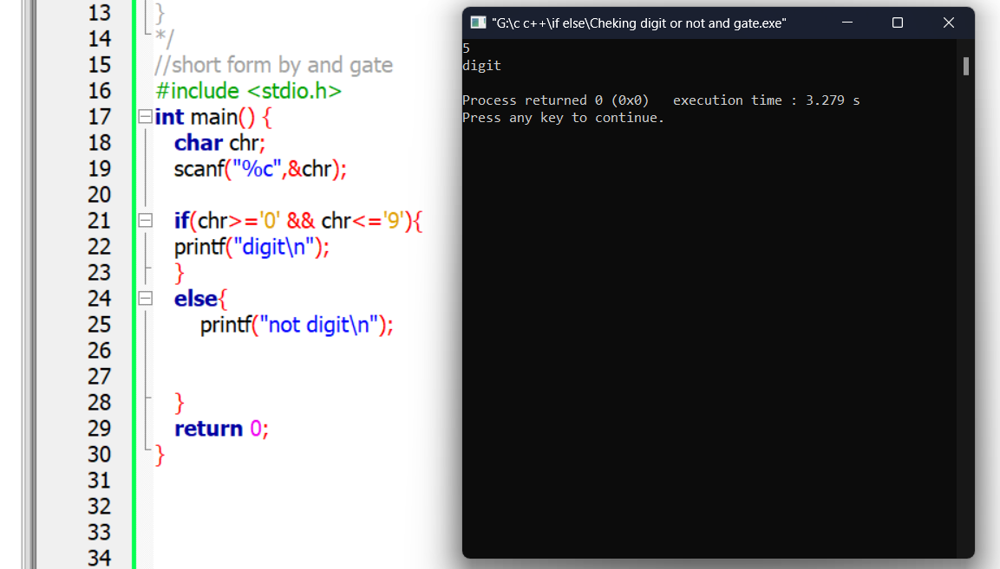 13 }
14 */
15 //short form by and gate
16 #include <stdio.h>
17 int main() {
18 char chr;
19 scanf("%c",&chr);
20
21 if(chr>='0' && chr<='9'){
22 printf("digit\n");
23 }
24 else{
25 printf("not digit\n");
26
27
28 }
29 return 0;
30 }
31
32
33
34
"G:\c c++\if else\Cheking digit or not and gate.exe"
5
digit
Process returned 0 (0x0)   execution time : 3.279 s
Press any key to continue.